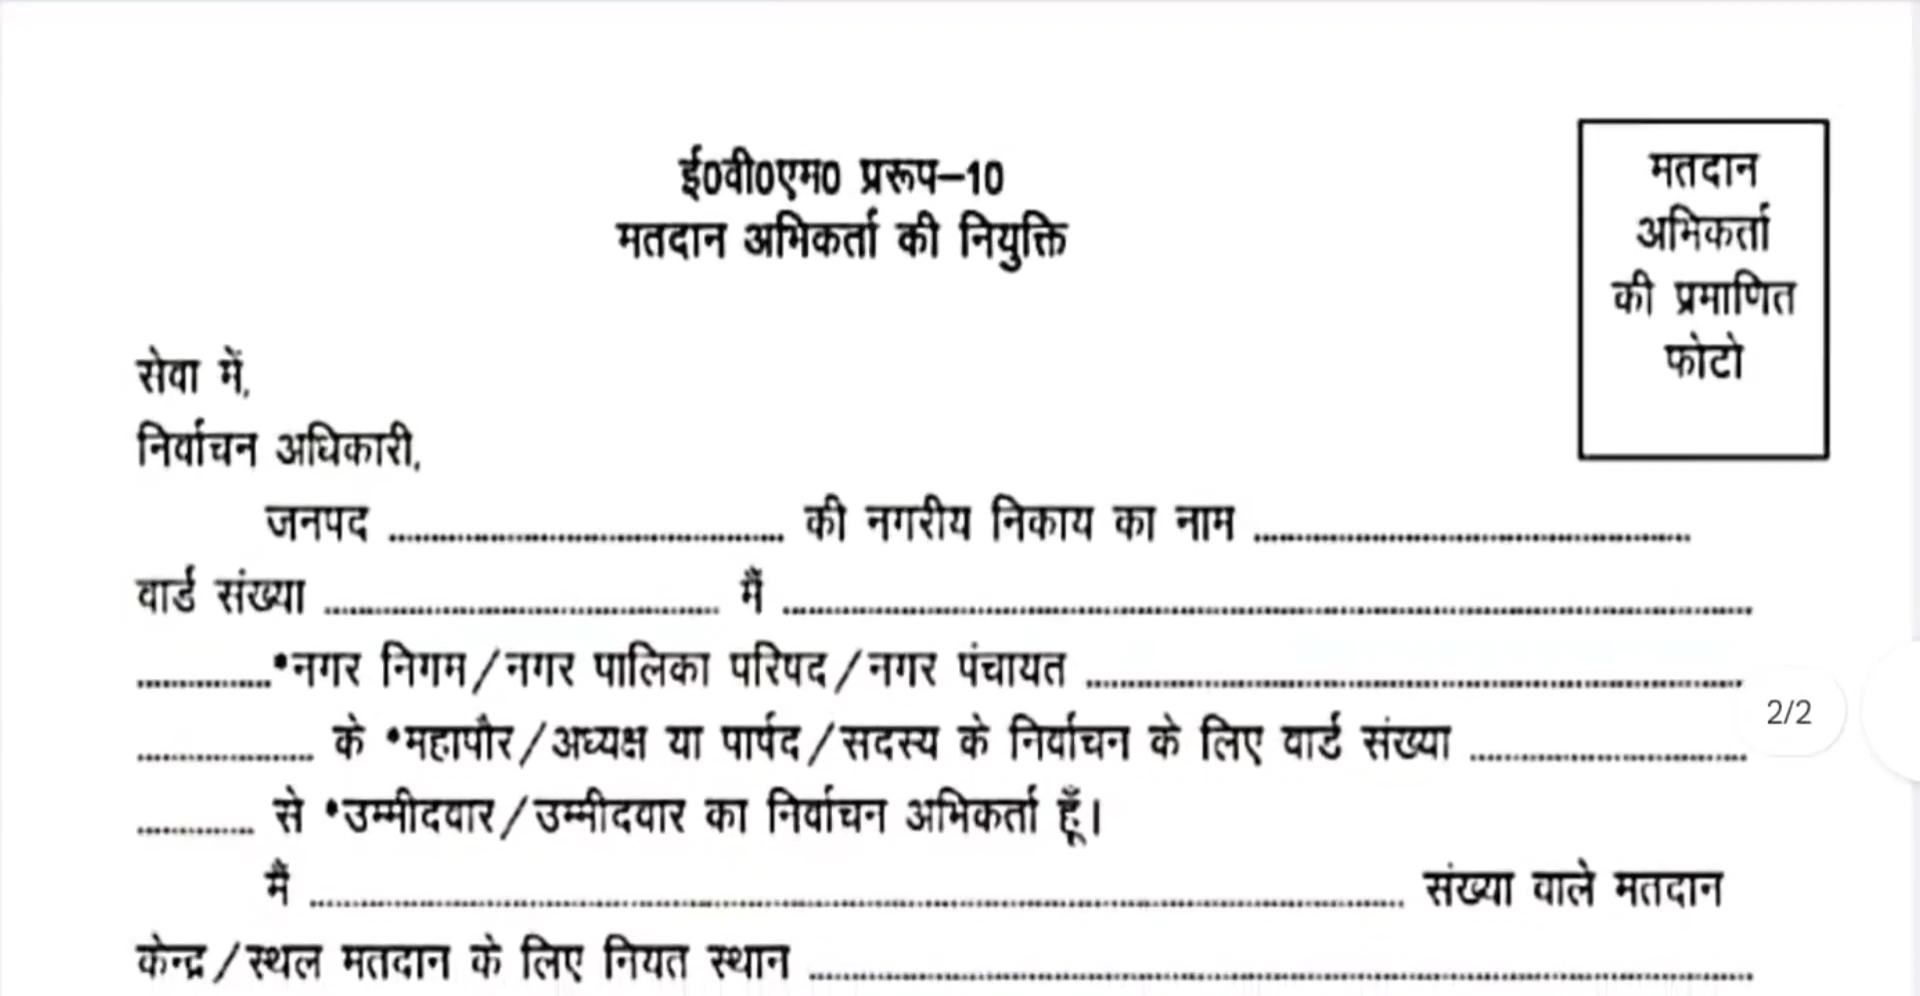 ई0वी0एम0 प्ररूप–10
मतदान अभिकर्ता की नियुक्ति
मतदान
अभिकर्ता
की प्रमाणित
फोटो
सेवा में,
निर्वाचन अधिकारी,
जनपद ........................................ की नगरीय निकाय का नाम ............................................
वार्ड संख्या ........................................ मैं ....................................................................................
..............*नगर निगम/नगर पालिका परिषद/नगर पंचायत ..................................................................
.................. के *महापौर/अध्यक्ष या पार्षद/सदस्य के निर्वाचन के लिए वार्ड संख्या ............................
............ से *उम्मीदवार/उम्मीदवार का निर्वाचन अभिकर्ता हूँ।
मैं .............................................................................................................. संख्या वाले मतदान
केन्द्र/स्थल मतदान के लिए नियत स्थान ................................................................................
2/2